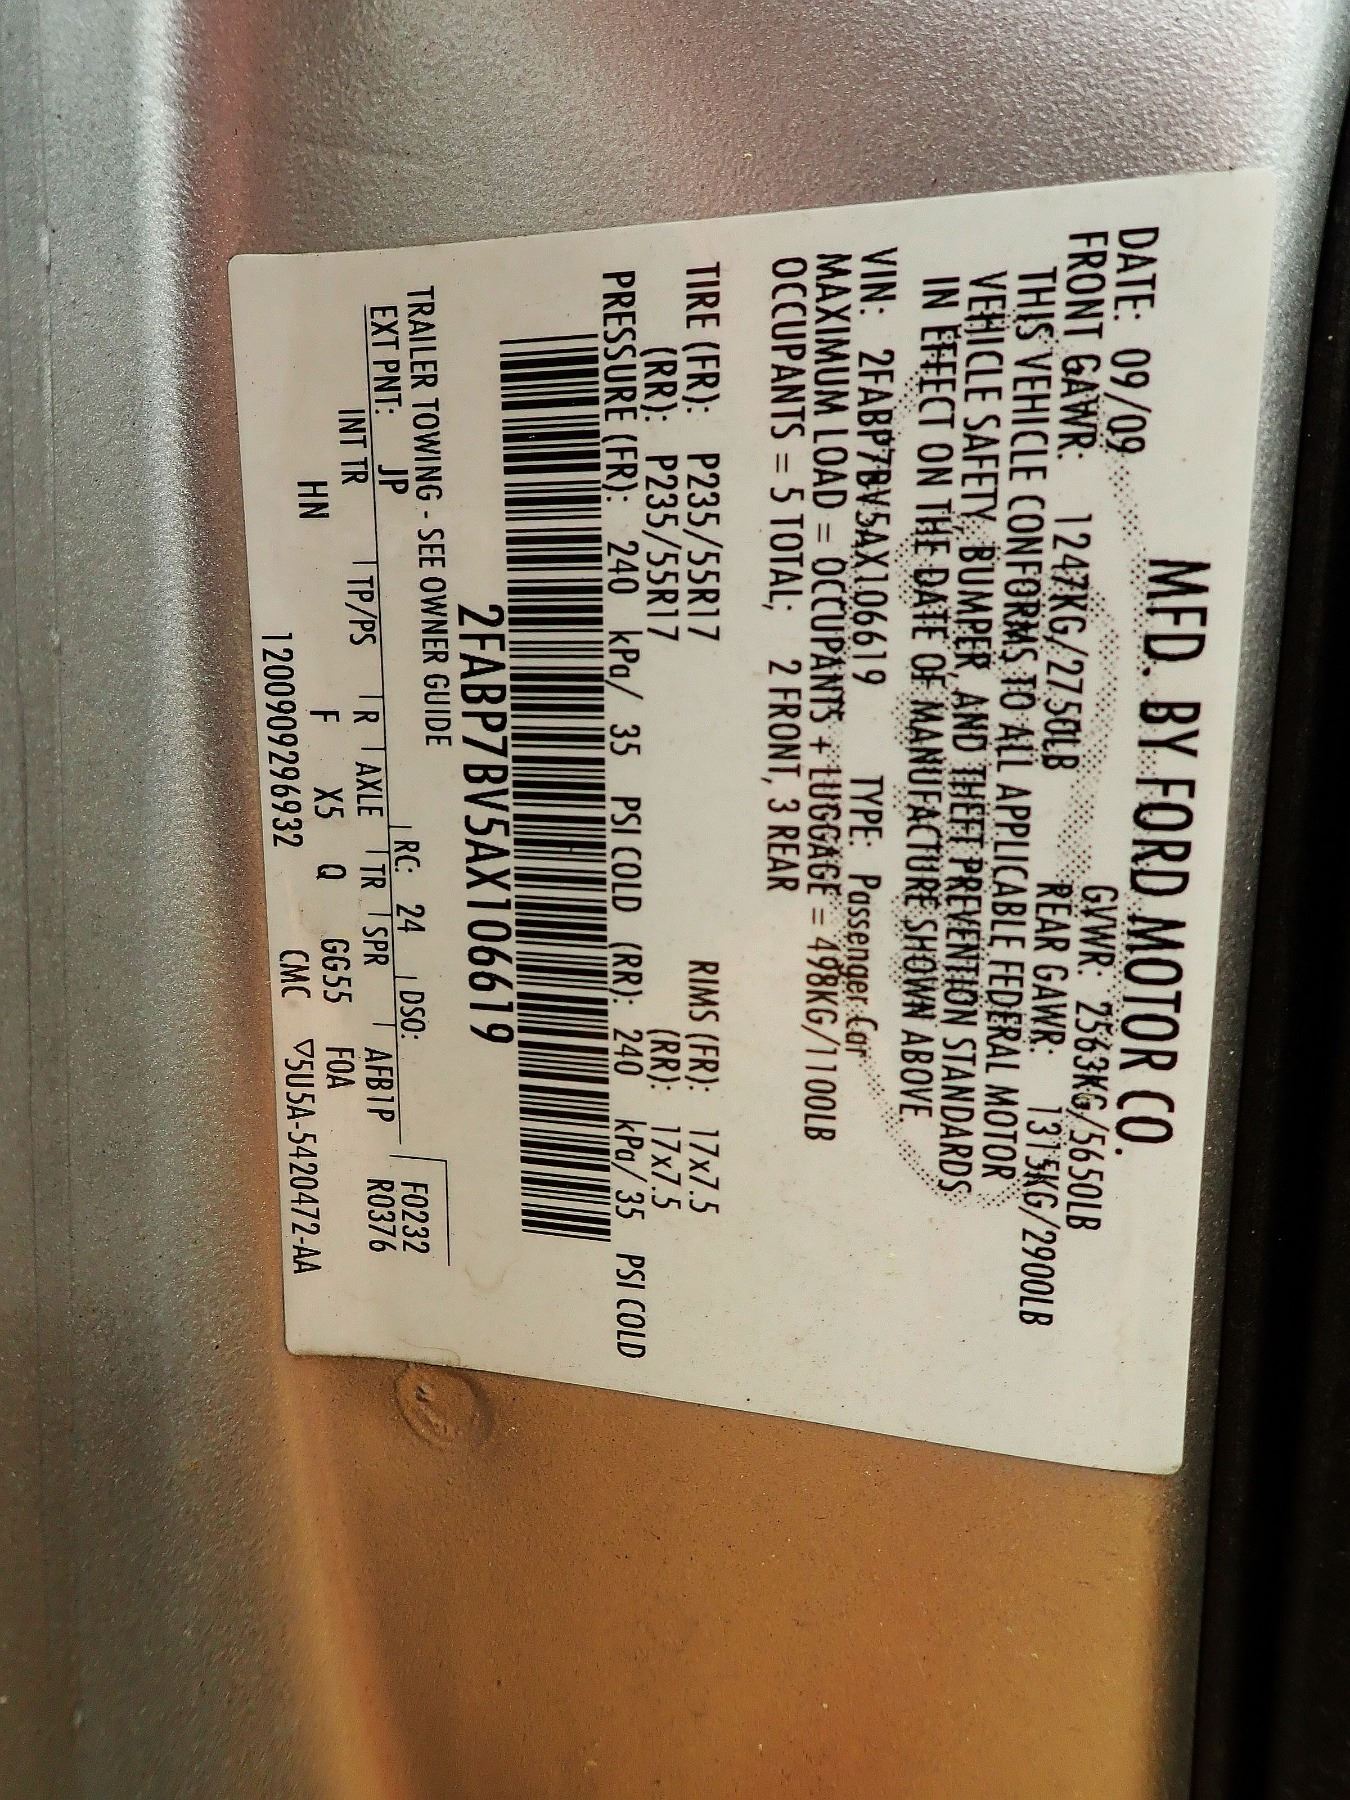 MFD. BY FORD MOTOR CO.
DATE: 09/09 GVWR: 2563KG/5650LB
FRONT GAWR: 1247KG/2750LB REAR GAWR: 1315KG/2900LB
THIS VEHICLE CONFORMS TO ALL APPLICABLE FEDERAL MOTOR
VEHICLE SAFETY, BUMPER, AND THEFT PREVENTION STANDARDS
IN EFFECT ON THE DATE OF MANUFACTURE SHOWN ABOVE.
VIN: 2FABP7BV5AX106619 TYPE: Passenger Car
MAXIMUM LOAD = OCCUPANTS + LUGGAGE = 498KG/1100LB
OCCUPANTS = 5 TOTAL; 2 FRONT, 3 REAR
TIRE (FR): P235/55R17 RIMS (FR): 17x7.5
(RR): P235/55R17 (RR): 17x7.5
PRESSURE (FR): 240 kPa/ 35 PSI COLD (RR): 240 kPa/35 PSI COLD
2FABP7BV5AX106619
TRAILER TOWING - SEE OWNER GUIDE F0232
EXT PNT: JP RC: 24 DSO: R0376
INT TR TP/PS R AXLE TR SPR AFB1P
HN F X5 Q GG55 F0A
1200909296932 CMC ▽5U5A-5420472-AA